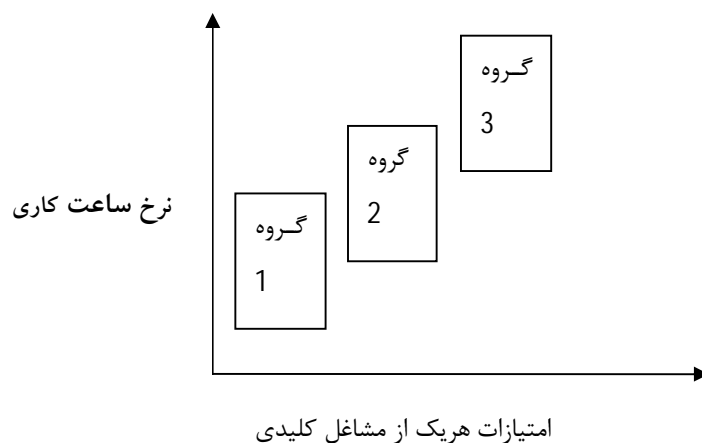 گـروه
3
گروه
2
گـروه
1
نرخ ساعت کاری
امتیازات هریک از مشاغل کلیدی